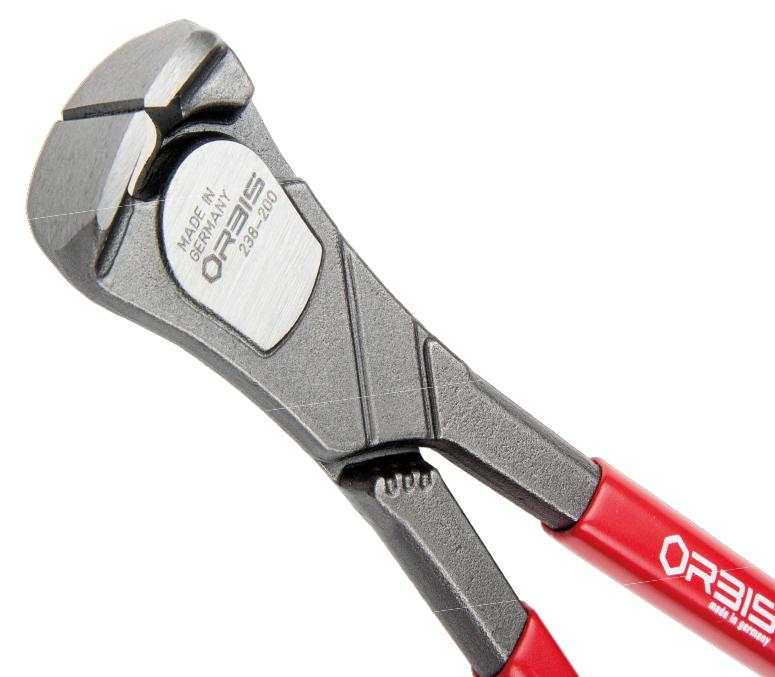 MADE IN
GERMANY
ORBIS
238-200
ORBIS
made in germany